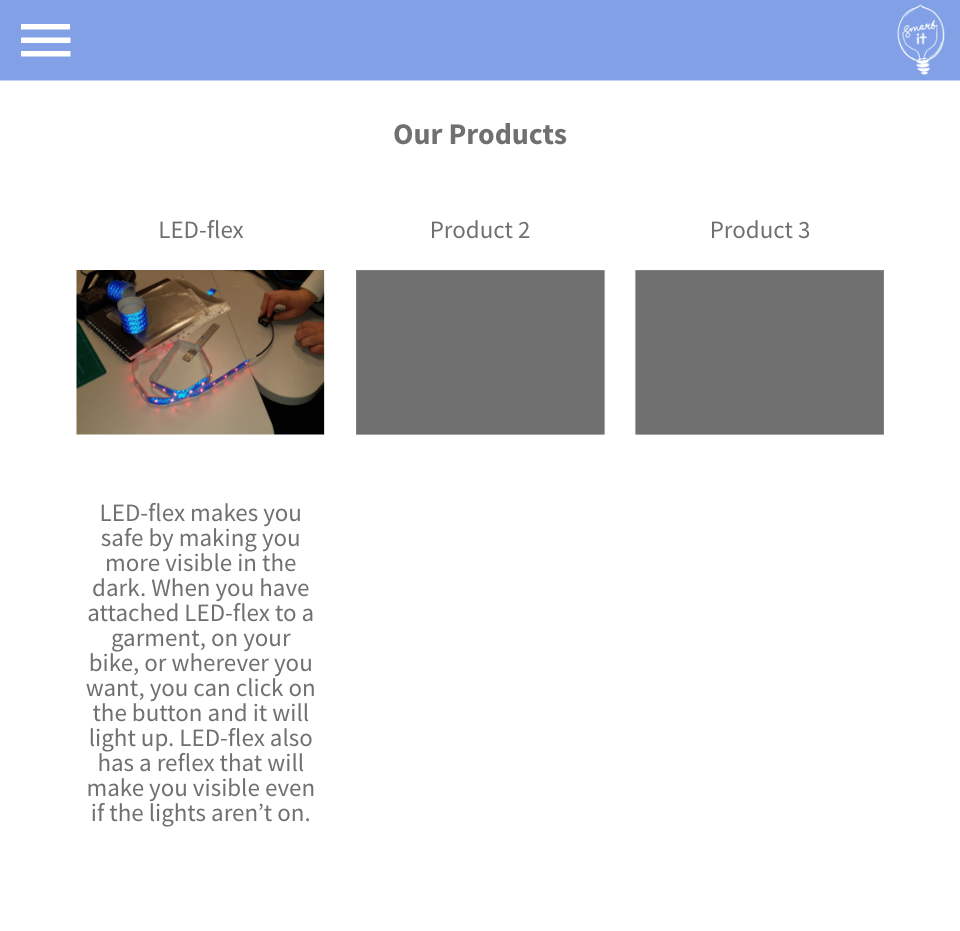 smart
it
Our Products
LED-flex
Product 2
Product 3
LED-flex makes you
safe by making you
more visible in the
dark. When you have
attached LED-flex to a
garment, on your
bike, or wherever you
want, you can click on
the button and it will
light up. LED-flex also
has a reflex that will
make you visible even
if the lights aren’t on.